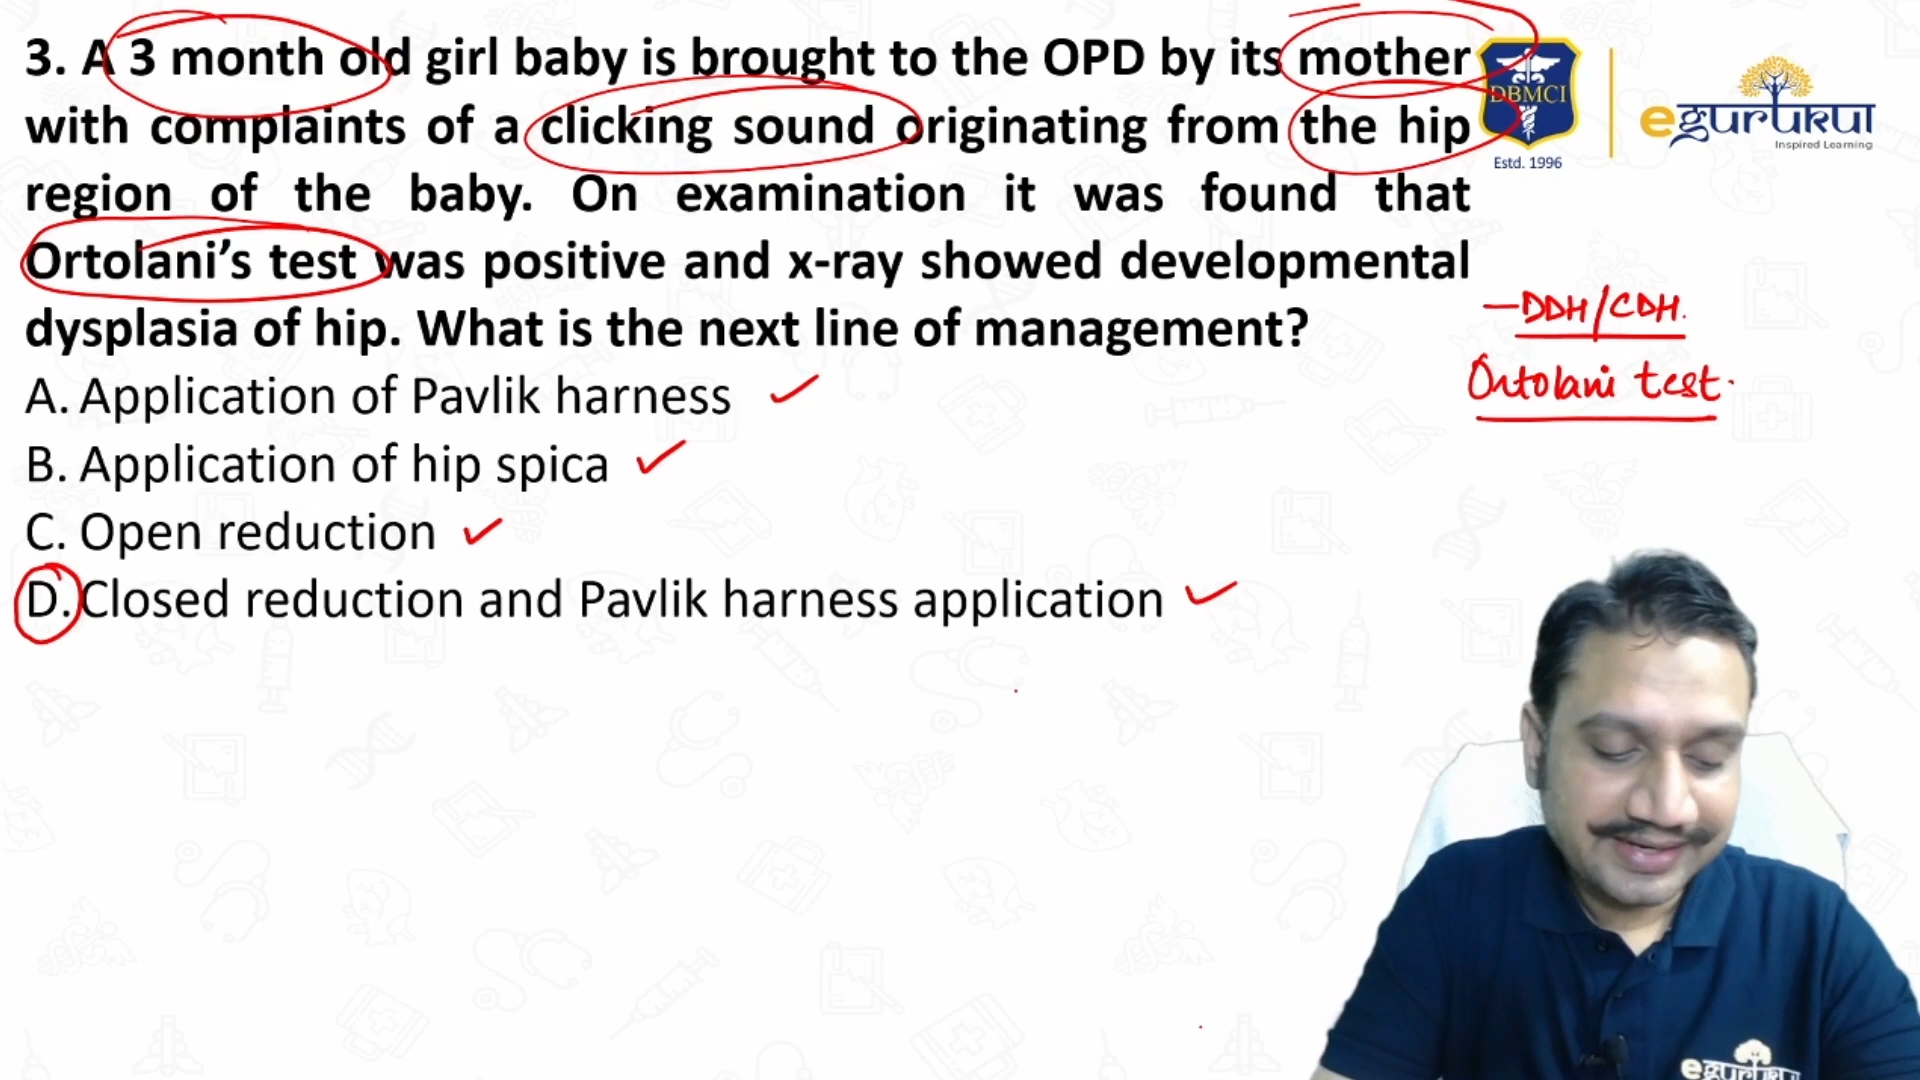 3. A 3 month old girl baby is brought to the OPD by its mother
with complaints of a clicking sound originating from the hip
region of the baby. On examination it was found that
Ortolani’s test was positive and x-ray showed developmental
dysplasia of hip. What is the next line of management?
A. Application of Pavlik harness
B. Application of hip spica
C. Open reduction
D. Closed reduction and Pavlik harness application
DBMCI
Estd. 1996
egurukul
Inspired Learning
-DDH/CDH.
Ortolani test.
egurukul